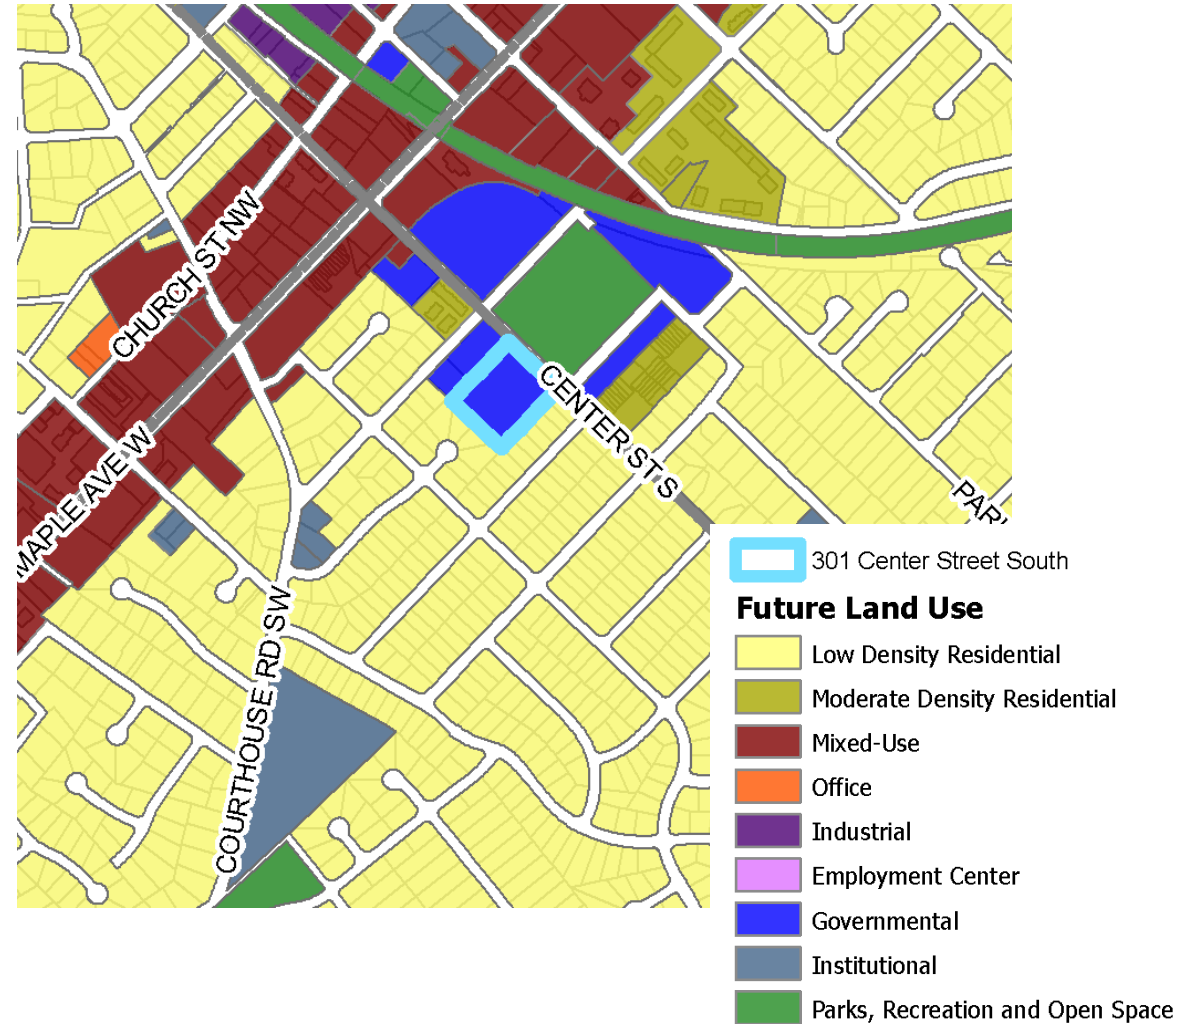 CHURCH ST NW
CENTER ST S
MAPLE AVE W
PARK
COURTHOUSE RD SW
301 Center Street South
Future Land Use
Low Density Residential
Moderate Density Residential
Mixed-Use
Office
Industrial
Employment Center
Governmental
Institutional
Parks, Recreation and Open Space